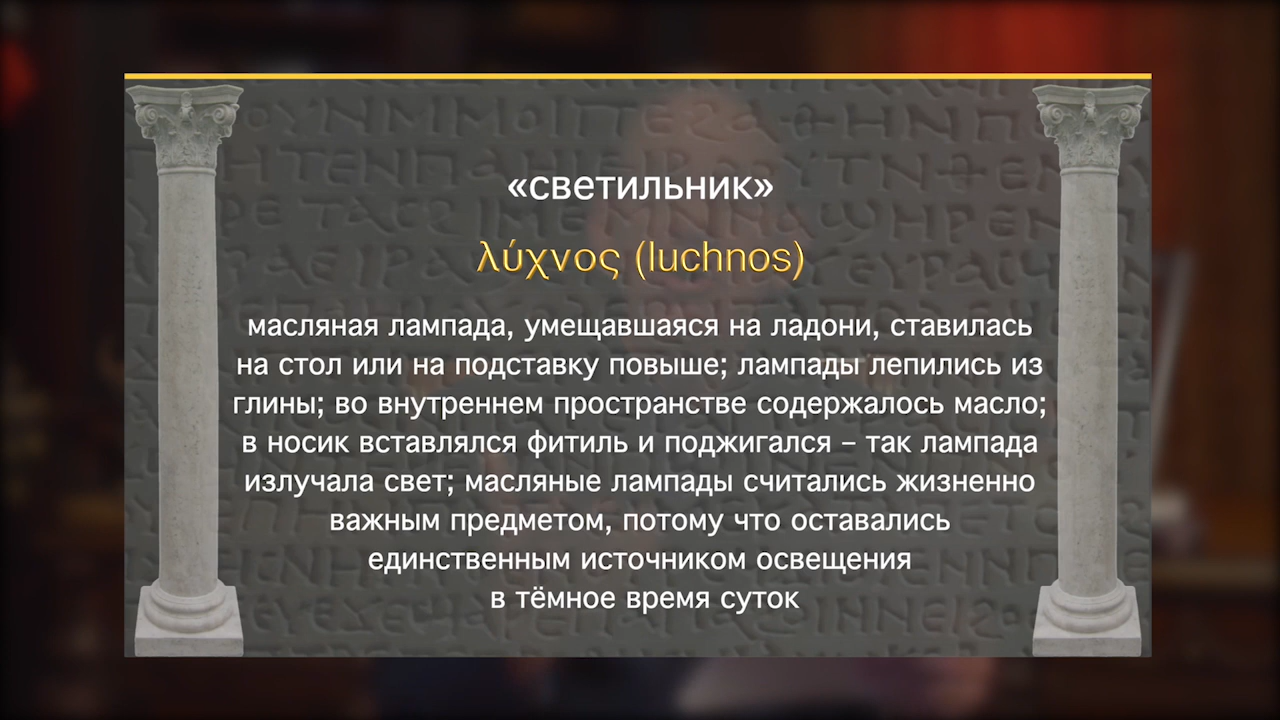 «светильник»
λύχνος (luchnos)
масляная лампада, умещавшаяся на ладони, ставилась
на стол или на подставку повыше; лампады лепились из
глины; во внутреннем пространстве содержалось масло;
в носик вставлялся фитиль и поджигался – так лампада
излучала свет; масляные лампады считались жизненно
важным предметом, потому что оставались
единственным источником освещения
в тёмное время суток